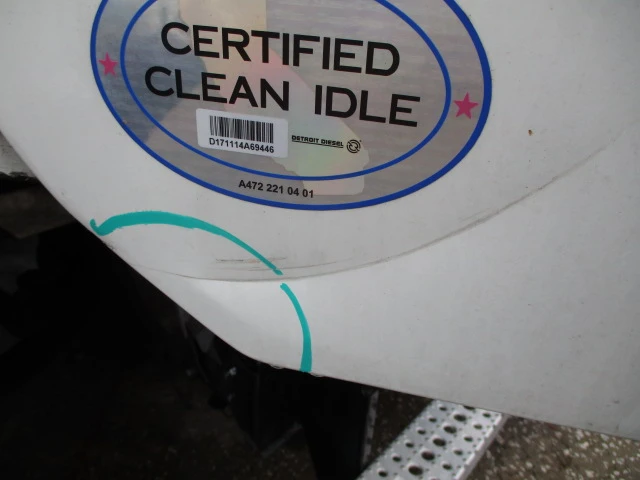 CERTIFIED
CLEAN IDLE
D171114A69446
DETROIT DIESEL
A472 221 04 01